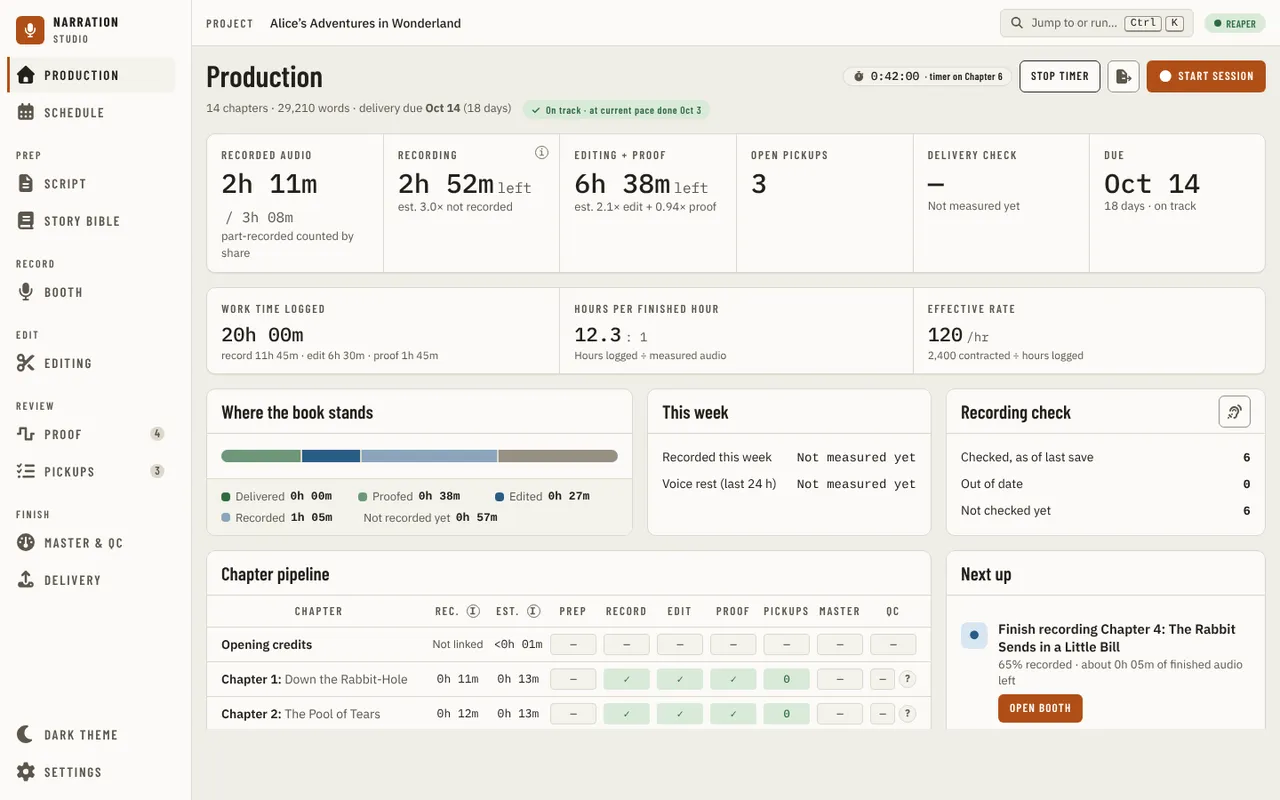 NARRATION
STUDIO
PRODUCTION
SCHEDULE
PREP
SCRIPT
STORY BIBLE
RECORD
BOOTH
EDIT
EDITING
REVIEW
PROOF 4
PICKUPS 3
FINISH
MASTER & QC
DELIVERY
DARK THEME
SETTINGS
PROJECT Alice’s Adventures in Wonderland
Jump to or run... Ctrl K
REAPER
Production
0:42:00 · timer on Chapter 6
STOP TIMER
START SESSION
14 chapters · 29,210 words · delivery due Oct 14 (18 days)
✓ On track · at current pace done Oct 3
RECORDED AUDIO
2h 11m
/ 3h 08m
part-recorded counted by
share
RECORDING
2h 52m left
est. 3.0× not recorded
EDITING + PROOF
6h 38m left
est. 2.1× edit + 0.94× proof
OPEN PICKUPS
3
DELIVERY CHECK
—
Not measured yet
DUE
Oct 14
18 days · on track
WORK TIME LOGGED
20h 00m
record 11h 45m · edit 6h 30m · proof 1h 45m
HOURS PER FINISHED HOUR
12.3 : 1
Hours logged ÷ measured audio
EFFECTIVE RATE
120 /hr
2,400 contracted ÷ hours logged
Where the book stands
Delivered 0h 00m Proofed 0h 38m Edited 0h 27m
Recorded 1h 05m Not recorded yet 0h 57m
This week
Recorded this week Not measured yet
Voice rest (last 24 h) Not measured yet
Recording check
Checked, as of last save 6
Out of date 0
Not checked yet 6
Chapter pipeline
CHAPTER REC. EST. PREP RECORD EDIT PROOF PICKUPS MASTER QC
Opening credits Not linked <0h 01m — — — — — — —
Chapter 1: Down the Rabbit-Hole 0h 11m 0h 13m — ✓ ✓ ✓ 0 — — ?
Chapter 2: The Pool of Tears 0h 12m 0h 13m — ✓ ✓ ✓ 0 — — ?
Next up
Finish recording Chapter 4: The Rabbit
Sends in a Little Bill
65% recorded · about 0h 05m of finished audio
left
OPEN BOOTH